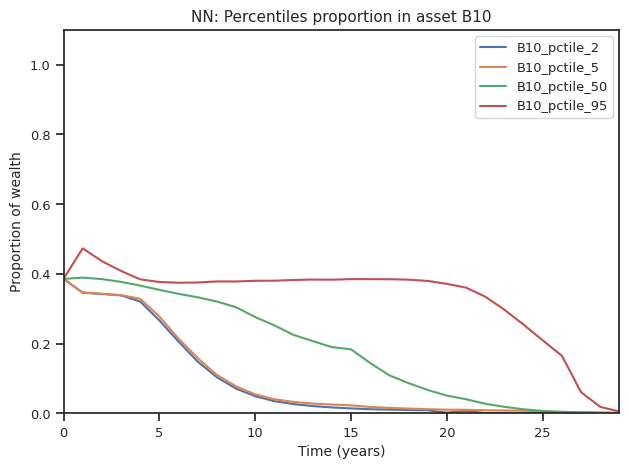 NN: Percentiles proportion in asset B10
B10_pctile_2
B10_pctile_5
B10_pctile_50
B10_pctile_95
Proportion of wealth
1.0
0.8
0.6
0.4
0.2
0.0
0 5 10 15 20 25
Time (years)